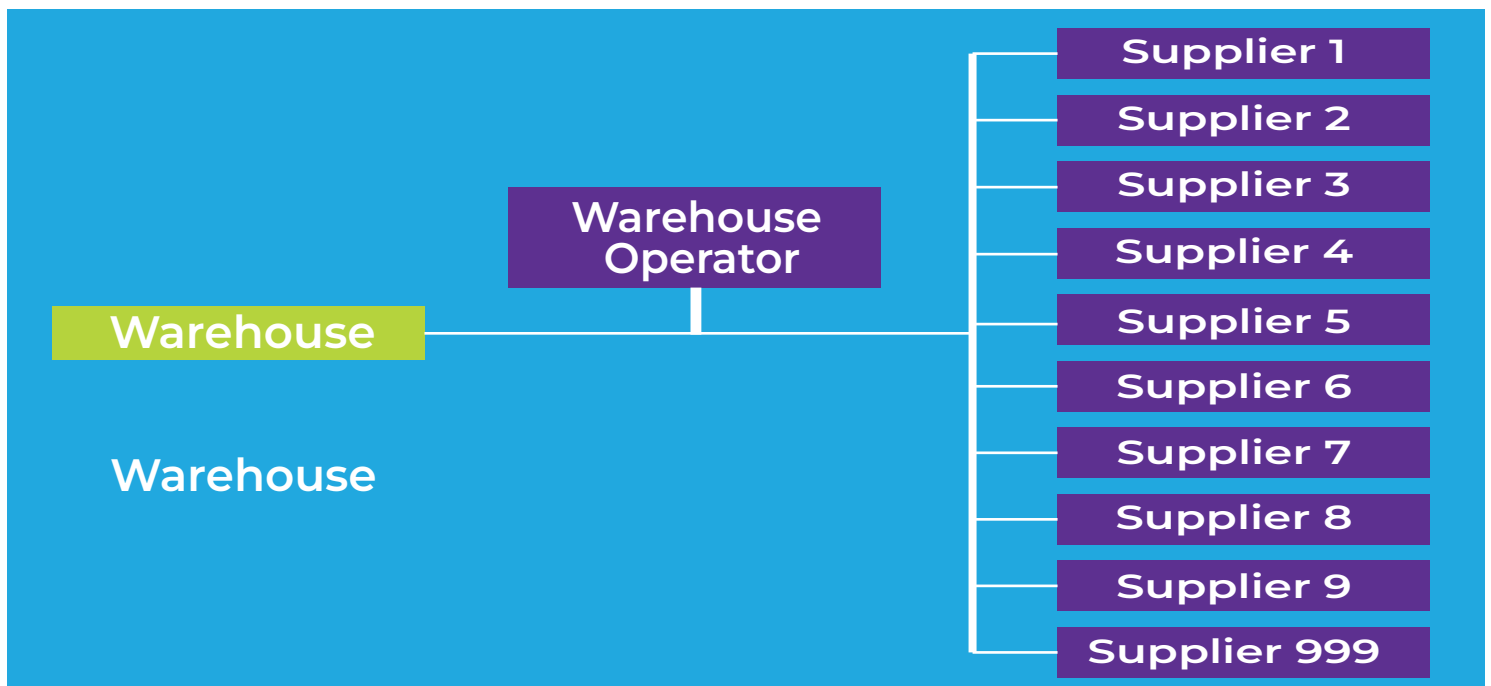 Warehouse
Warehouse
Warehouse
Operator
Supplier 1
Supplier 2
Supplier 3
Supplier 4
Supplier 5
Supplier 6
Supplier 7
Supplier 8
Supplier 9
Supplier 999